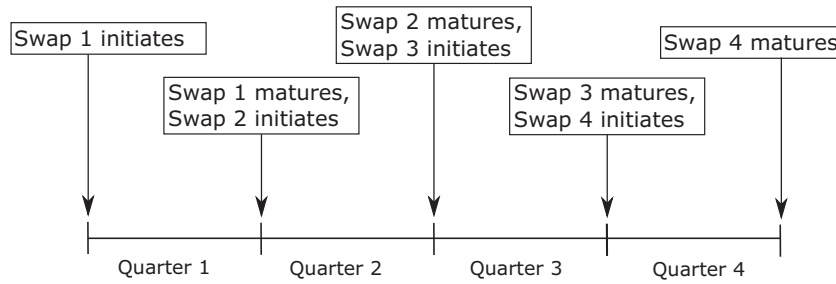 Swap 1 initiates
Swap 1 matures,
Swap 2 initiates
Swap 2 matures,
Swap 3 initiates
Swap 3 matures,
Swap 4 initiates
Swap 4 matures
Quarter 1
Quarter 2
Quarter 3
Quarter 4